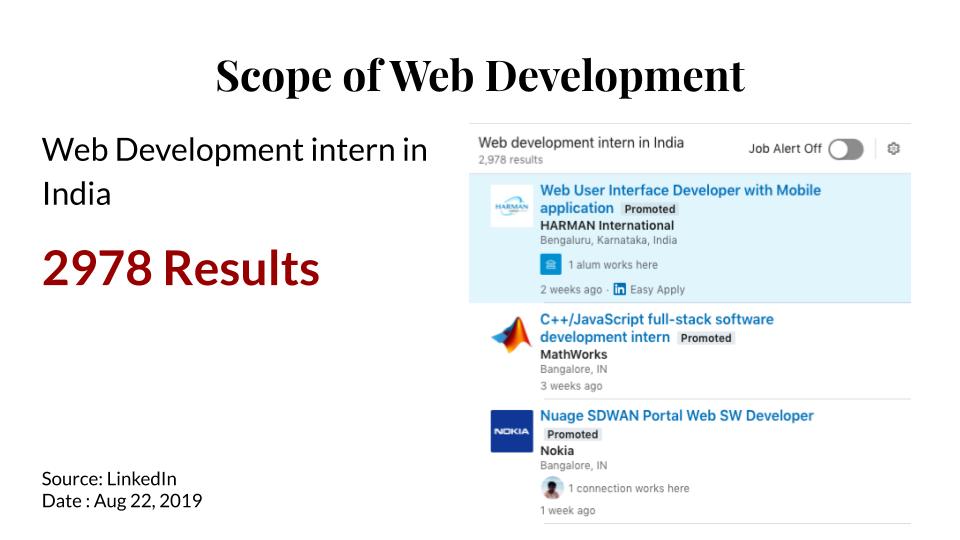 Scope of Web Development
Web Development intern in
India
2978 Results
Source: LinkedIn
Date : Aug 22, 2019
Web development intern in India
2,978 results
Job Alert Off
Web User Interface Developer with Mobile
application Promoted
HARMAN
HARMAN International
Bengaluru, Karnataka, India
1 alum works here
2 weeks ago · in Easy Apply
C++/JavaScript full-stack software
development intern Promoted
MathWorks
Bangalore, IN
3 weeks ago
Nuage SDWAN Portal Web SW Developer
Promoted
NOKIA
Nokia
Bangalore, IN
1 connection works here
1 week ago